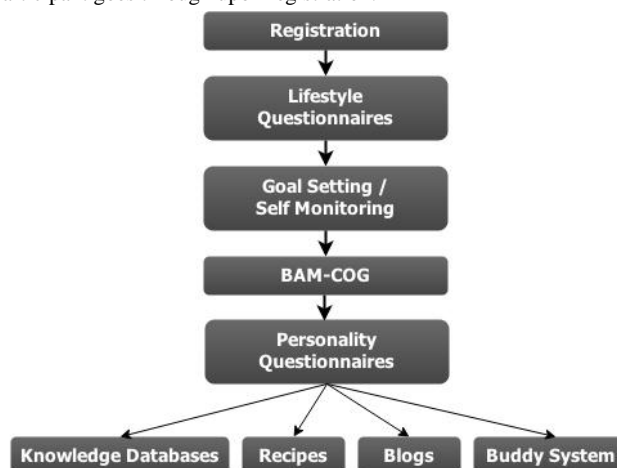 Registration
Lifestyle
Questionnaires
Goal Setting /
Self Monitoring
BAM-COG
Personality
Questionnaires
Knowledge Databases
Recipes
Blogs
Buddy System